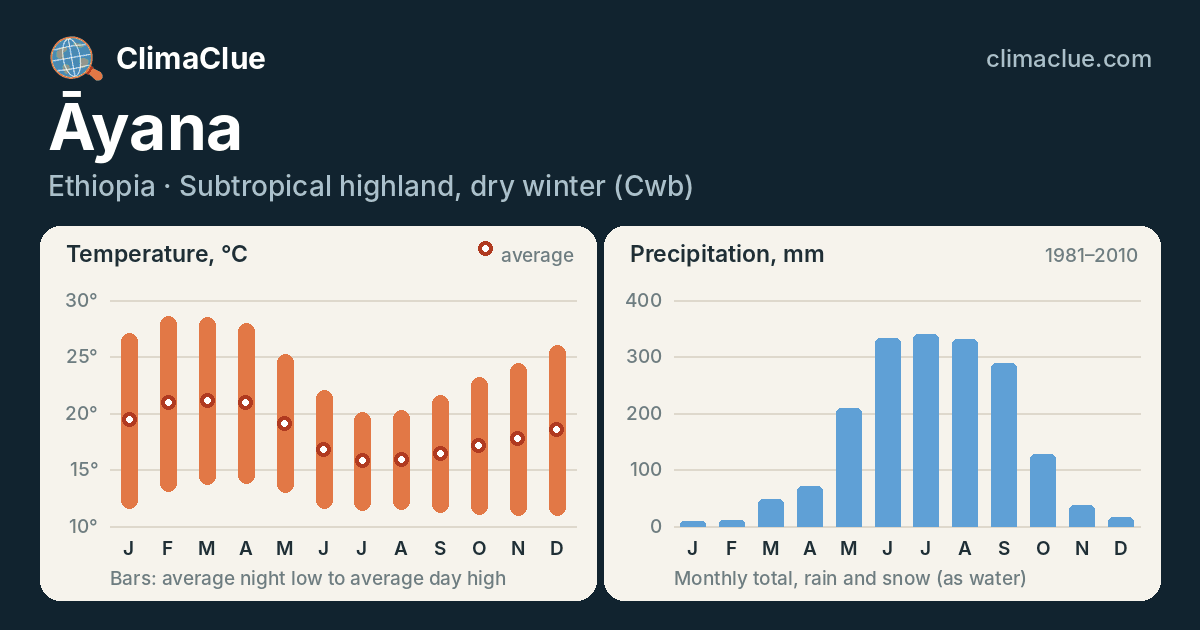 ClimaClue
climaclue.com
Āyana
Ethiopia · Subtropical highland, dry winter (Cwb)
Temperature, °C
average
30°
25°
20°
15°
10°
J F M A M J J A S O N D
Bars: average night low to average day high
Precipitation, mm
1981–2010
400
300
200
100
0
J F M A M J J A S O N D
Monthly total, rain and snow (as water)